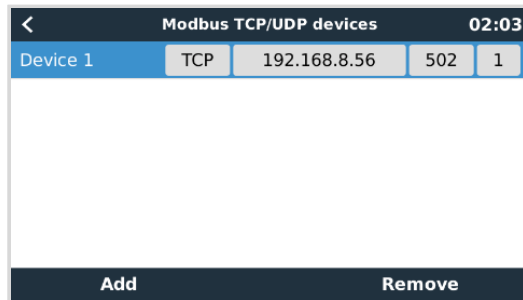 Modbus TCP/UDP devices 02:03
Device 1 TCP 192.168.8.56 502 1
Add Remove